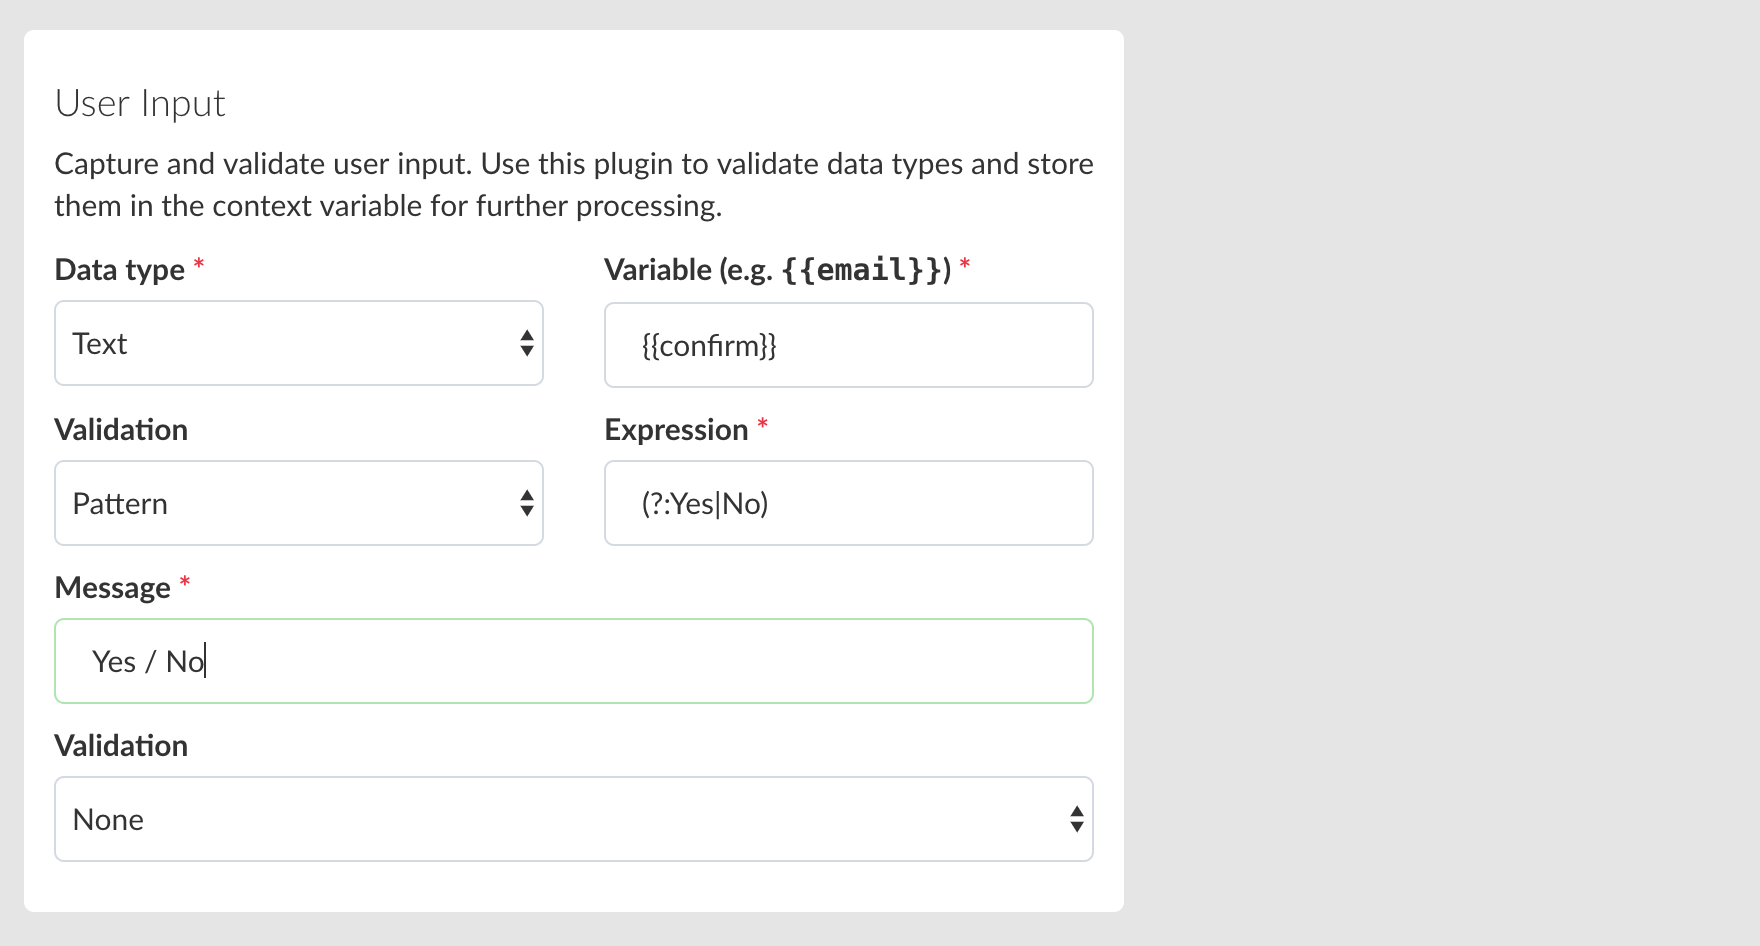 User Input
Capture and validate user input. Use this plugin to validate data types and store
them in the context variable for further processing.
Data type *
Variable (e.g. {{email}}) *
Text
{{confirm}}
Validation
Expression *
Pattern
(?:Yes|No)
Message *
Yes / No
Validation
None